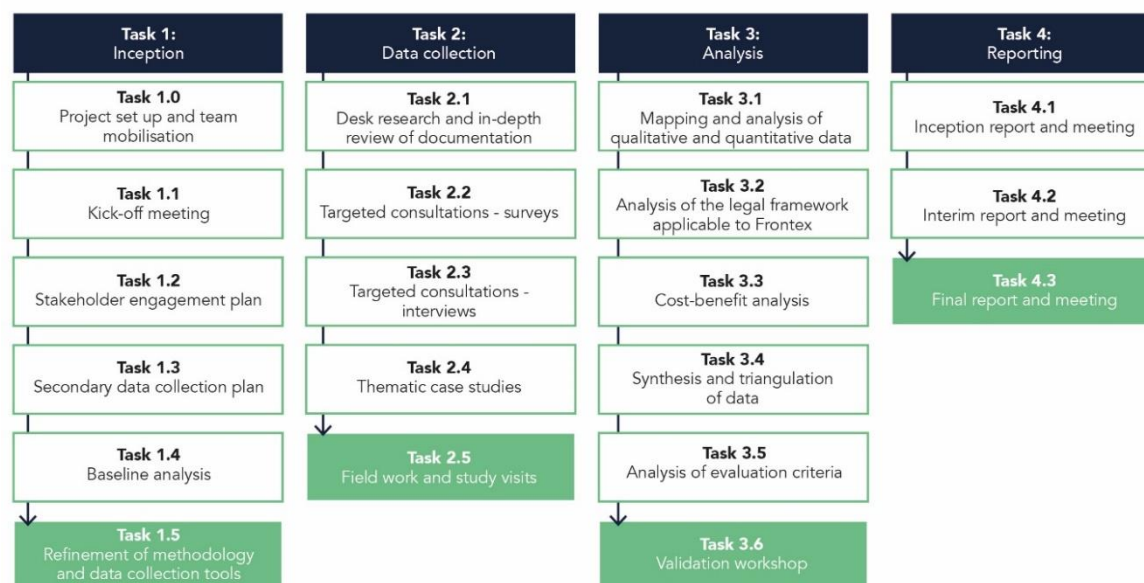 Task 1:
Inception
Task 1.0
Project set up and team
mobilisation
Task 1.1
Kick-off meeting
Task 1.2
Stakeholder engagement plan
Task 1.3
Secondary data collection plan
Task 1.4
Baseline analysis
Task 1.5
Refinement of methodology
and data collection tools
Task 2:
Data collection
Task 2.1
Desk research and in-depth
review of documentation
Task 2.2
Targeted consultations - surveys
Task 2.3
Targeted consultations -
interviews
Task 2.4
Thematic case studies
Task 2.5
Field work and study visits
Task 3:
Analysis
Task 3.1
Mapping and analysis of
qualitative and quantitative data
Task 3.2
Analysis of the legal framework
applicable to Frontex
Task 3.3
Cost-benefit analysis
Task 3.4
Synthesis and triangulation
of data
Task 3.5
Analysis of evaluation criteria
Task 3.6
Validation workshop
Task 4:
Reporting
Task 4.1
Inception report and meeting
Task 4.2
Interim report and meeting
Task 4.3
Final report and meeting